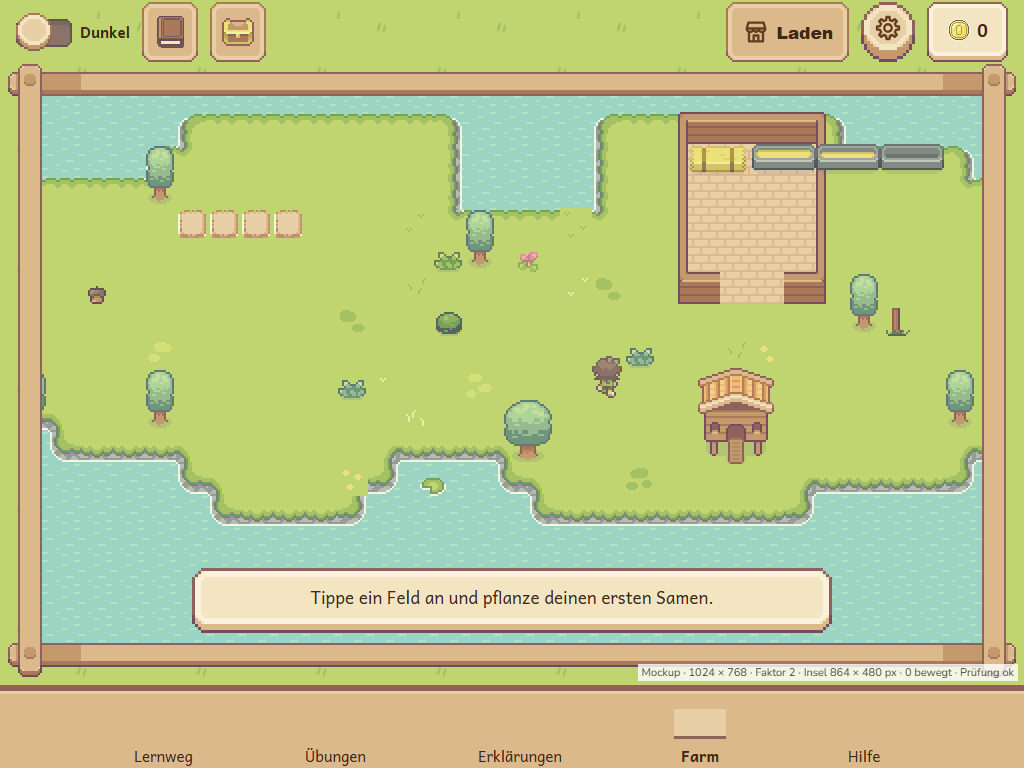 Dunkel
Laden
0
Tippe ein Feld an und pflanze deinen ersten Samen.
Mockup · 1024 × 768 · Faktor 2 · Insel 864 × 480 px · 0 bewegt · Prüfung ok
Lernweg
Übungen
Erklärungen
Farm
Hilfe